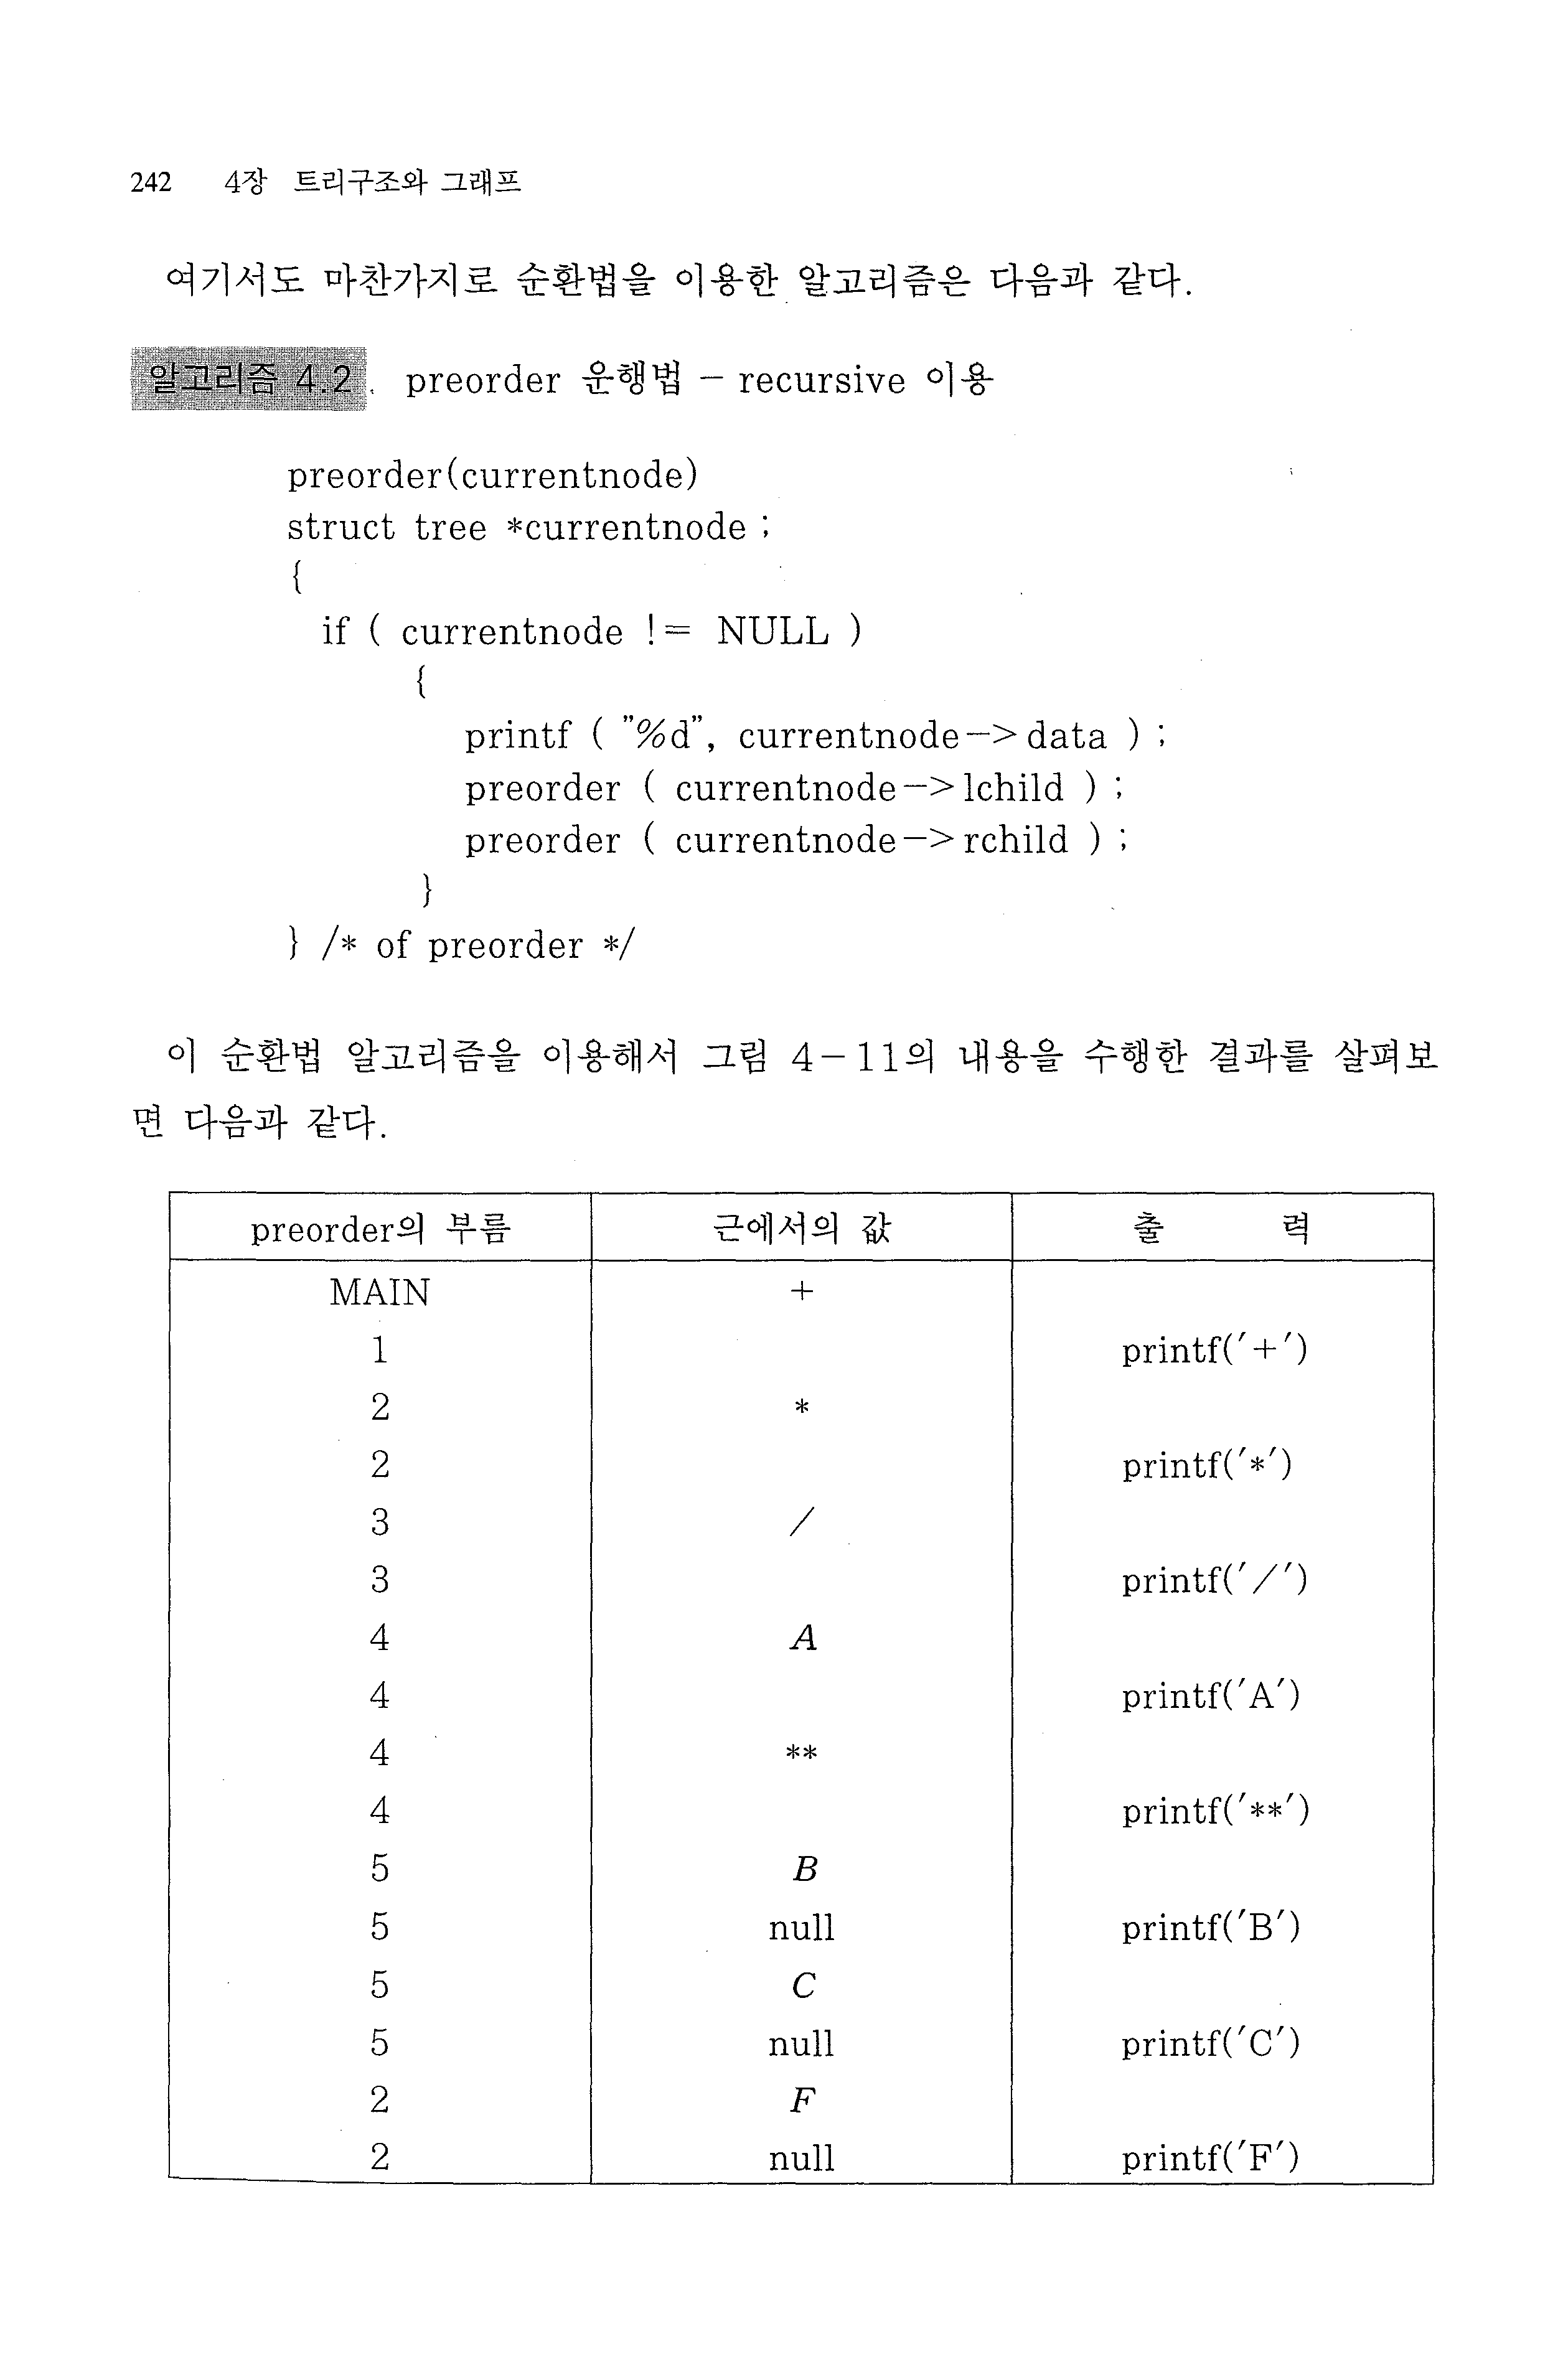 242 4장 트리구조와 그래프
여기서도 마찬가지로 순환법을 이용한 알고리즘은 다음과 같다.
알고리즘 4.2. preorder 운행법 - recursive 이용
preorder(currentnode)
struct tree *currentnode ;
{
if ( currentnode != NULL )
{
printf ( "%d", currentnode-> data ) ;
preorder ( currentnode-> lchild ) ;
preorder ( currentnode-> rchild ) ;
}
} /* of preorder */
이 순환법 알고리즘을 이용해서 그림 4-11의 내용을 수행한 결과를 살펴보
면 다음과 같다.
preorder의 부름 근에서의 값 출 력
MAIN +
1 printf('+')
2 *
2 printf('*')
3 /
3 printf('/')
4 A
4 printf('A')
4 **
4 printf('**')
5 B
5 null printf('B')
5 C
5 null printf('C')
2 F
2 null printf('F')